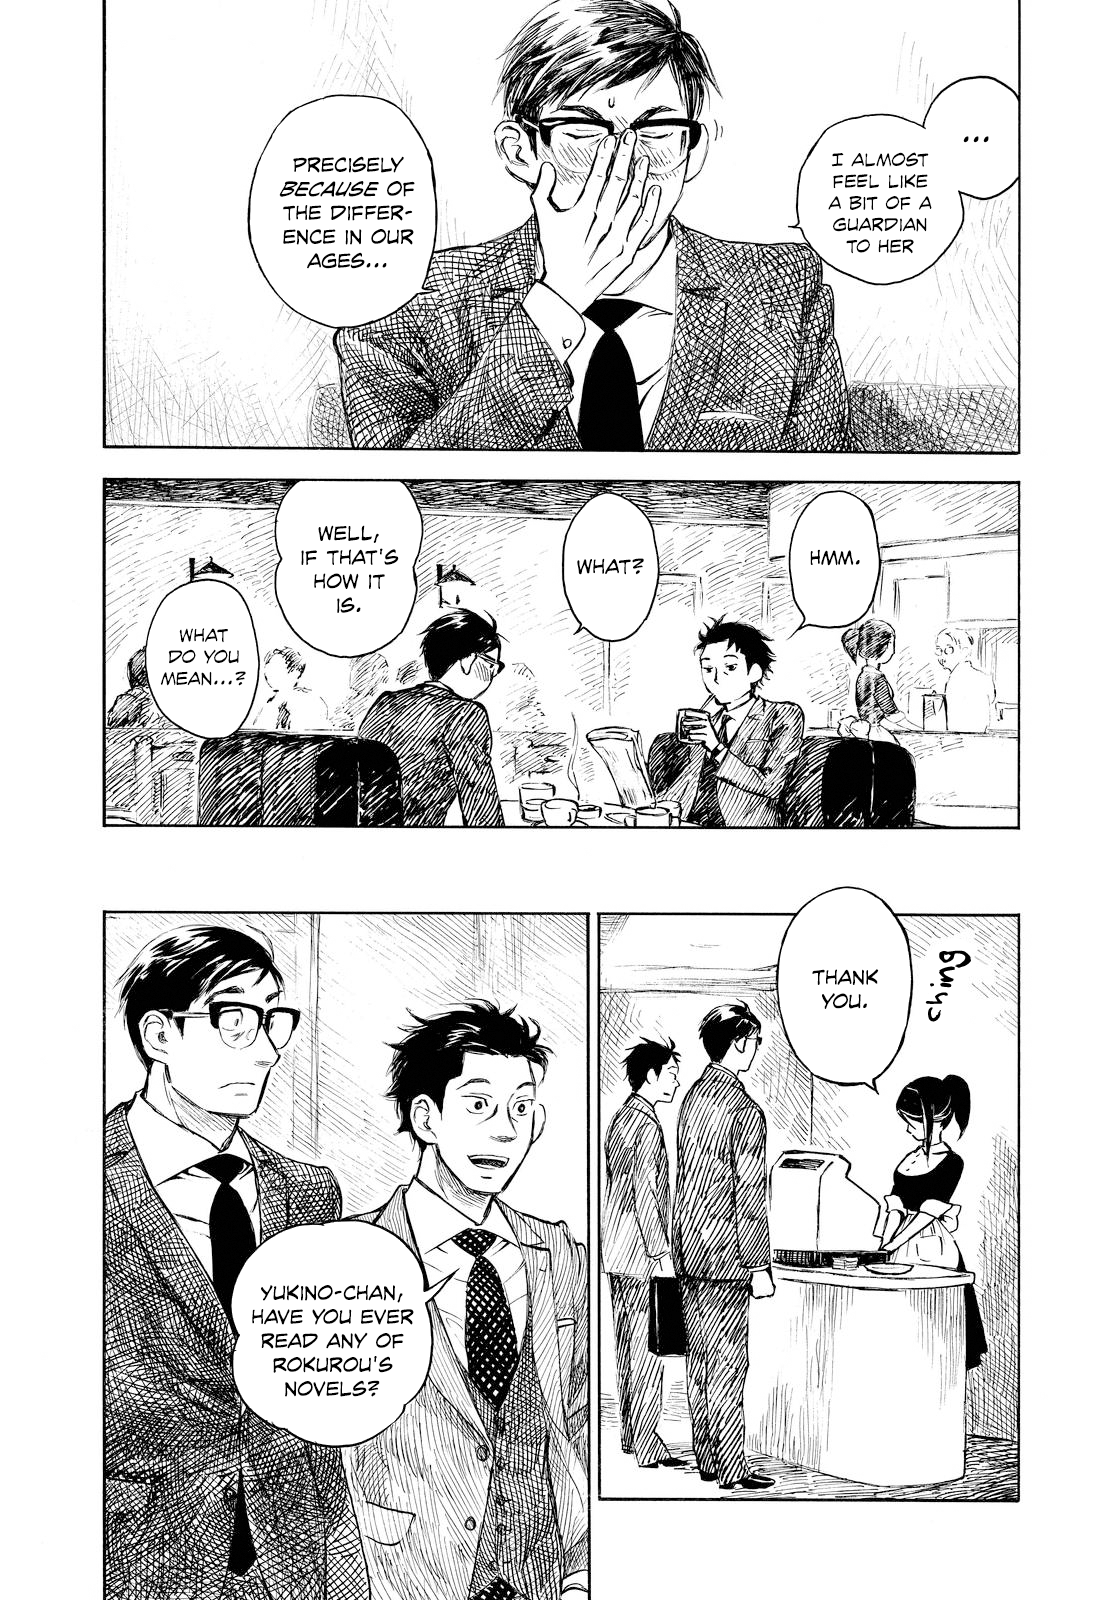 ...
I ALMOST
FEEL LIKE
A BIT OF A
GUARDIAN
TO HER
PRECISELY
BECAUSE OF
THE DIFFER-
ENCE IN OUR
AGES...
HMM.
WHAT?
WELL,
IF THAT'S
HOW IT
IS.
WHAT
DO YOU
MEAN...?
THANK
YOU.
ching
YUKINO-CHAN,
HAVE YOU EVER
READ ANY OF
ROKUROU'S
NOVELS?